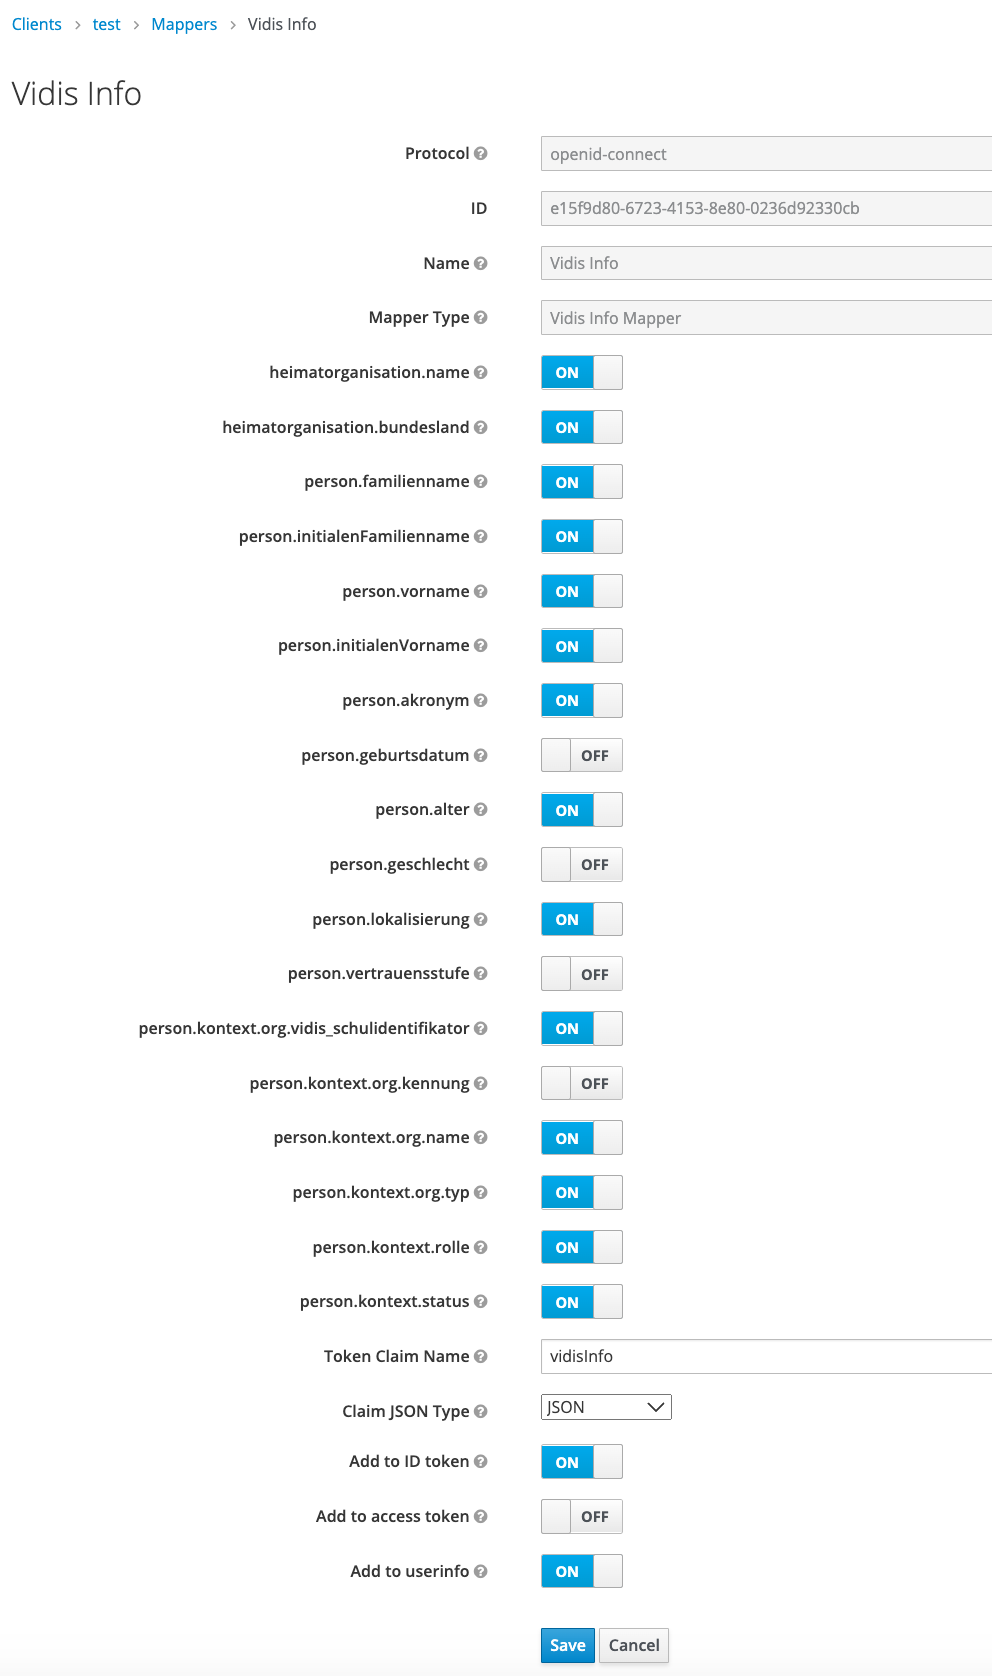 Clients > test > Mappers > Vidis Info
Vidis Info
Protocol openid-connect
ID e15f9d80-6723-4153-8e80-0236d92330cb
Name Vidis Info
Mapper Type Vidis Info Mapper
heimatorganisation.name ON
heimatorganisation.bundesland ON
person.familienname ON
person.initialenFamilienname ON
person.vorname ON
person.initialenVorname ON
person.akronym ON
person.geburtsdatum OFF
person.alter ON
person.geschlecht OFF
person.lokalisierung ON
person.vertrauensstufe OFF
person.kontext.org.vidis_schulidentifikator ON
person.kontext.org.kennung OFF
person.kontext.org.name ON
person.kontext.org.typ ON
person.kontext.rolle ON
person.kontext.status ON
Token Claim Name vidisInfo
Claim JSON Type JSON
Add to ID token ON
Add to access token OFF
Add to userinfo ON
Save Cancel